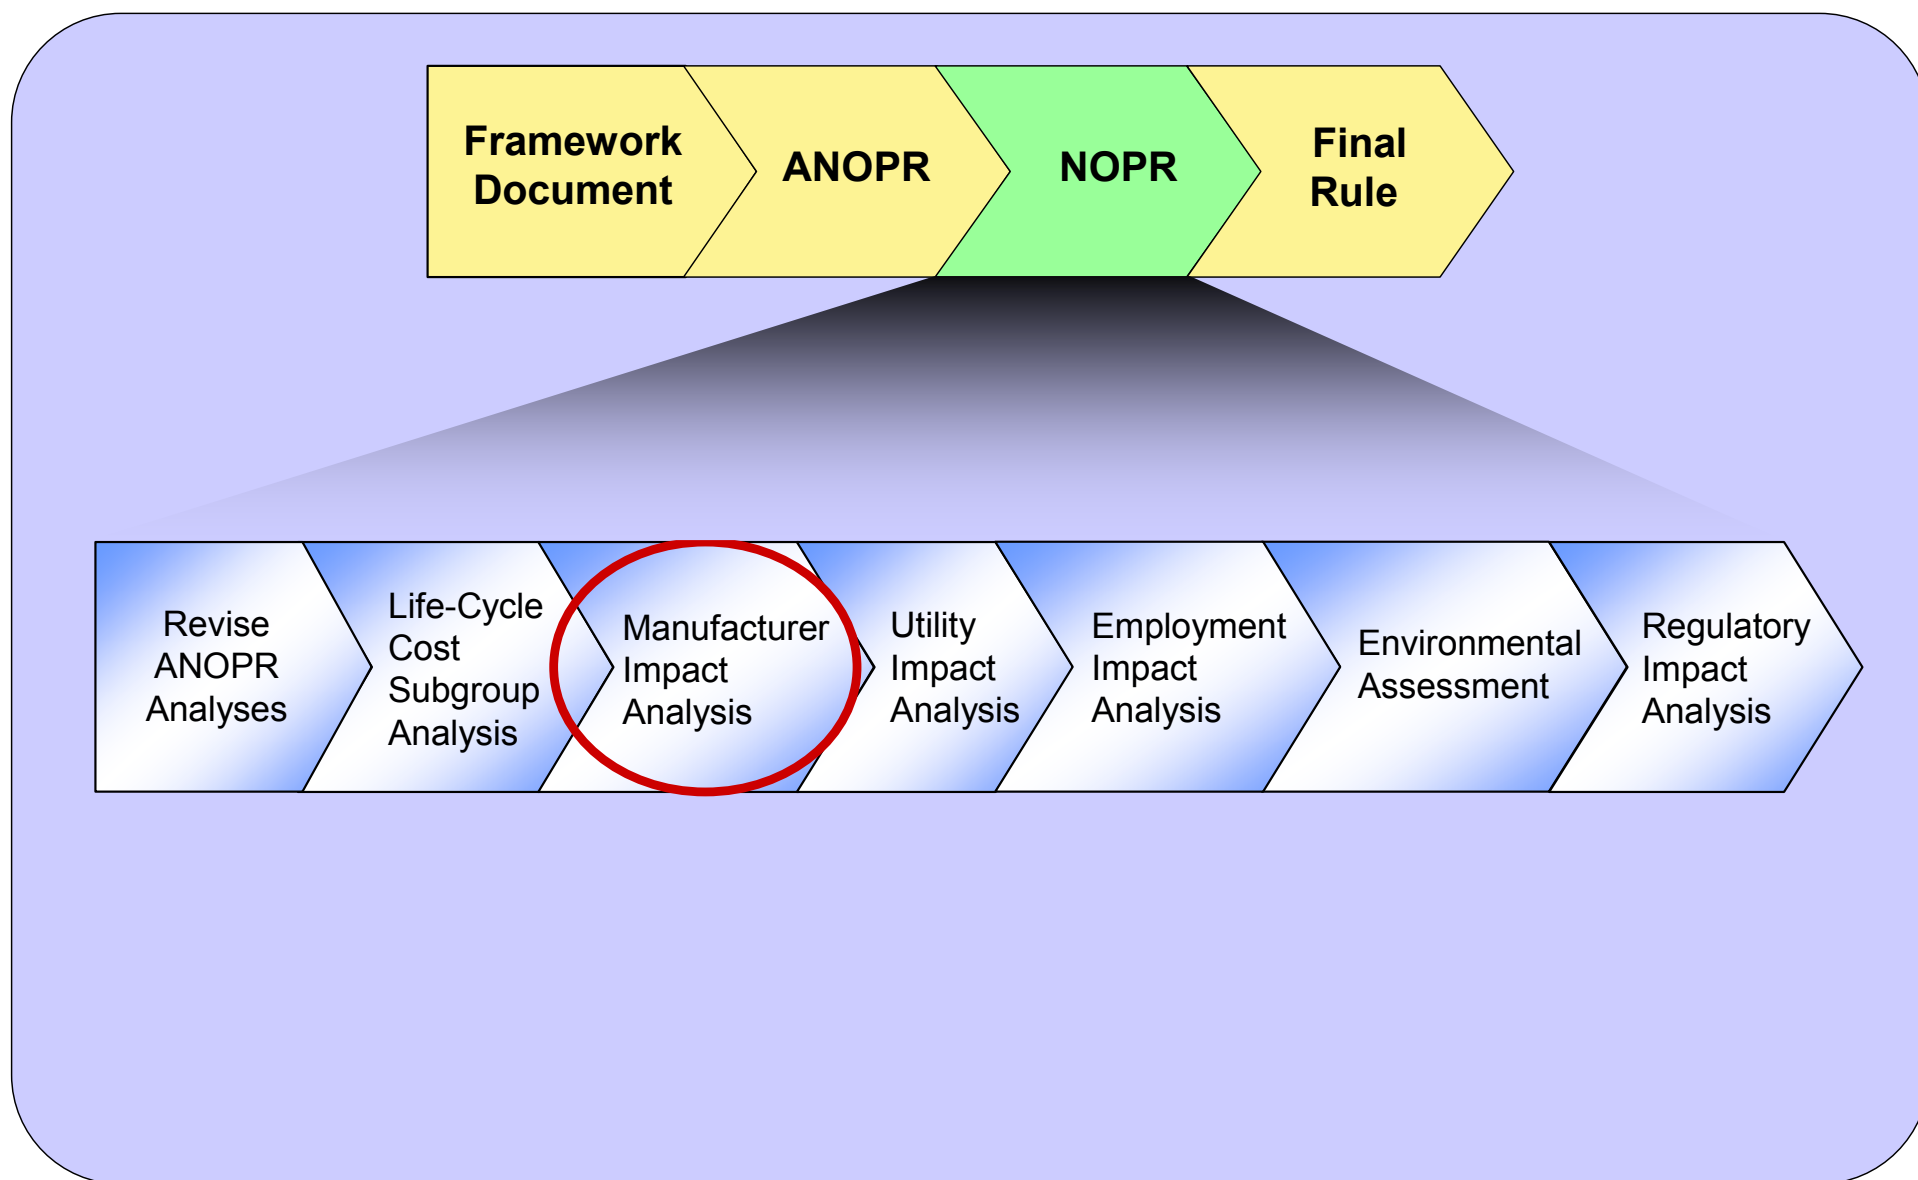 Framework
Document
ANOPR
NOPR
Final
Rule
Revise
ANOPR
Analyses
Life-Cycle
Cost
Subgroup
Analysis
Manufacturer
Impact
Analysis
Utility
Impact
Analysis
Employment
Impact
Analysis
Environmental
Assessment
Regulatory
Impact
Analysis